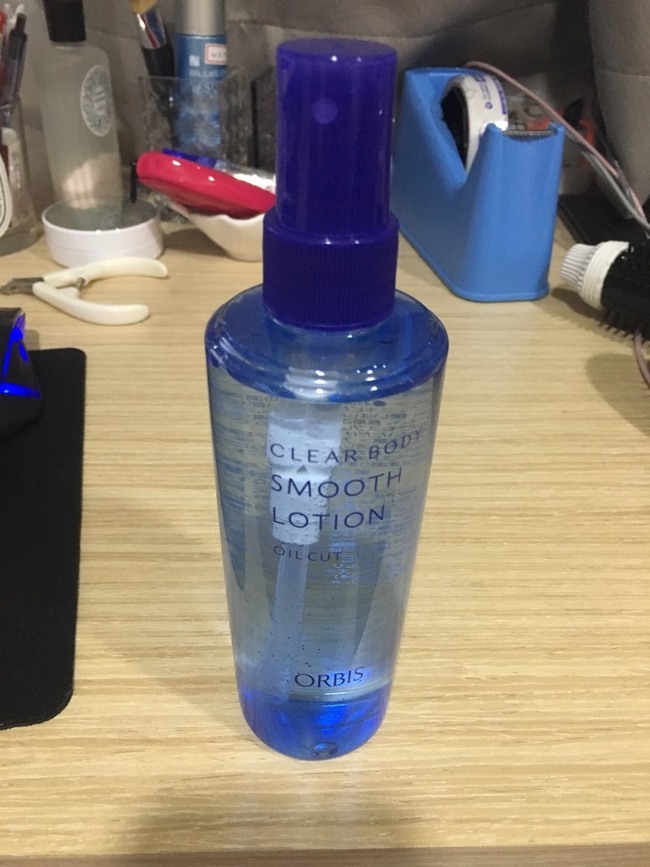 CLEAR BODY
SMOOTH
LOTION
OIL CUT
ORBIS